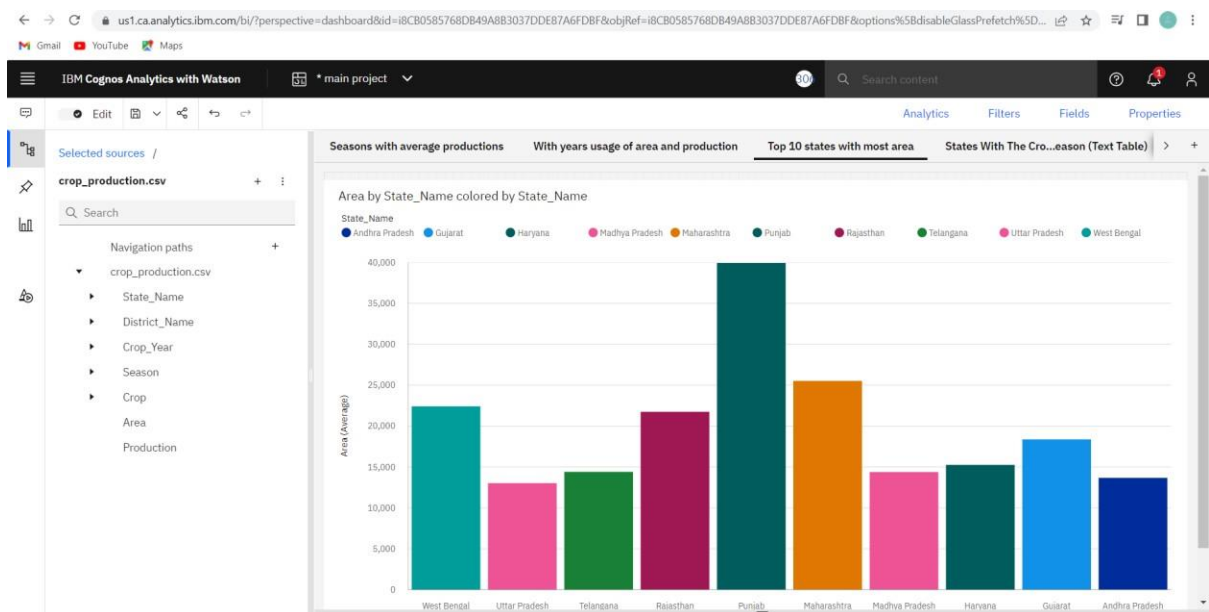 us1.ca.analytics.ibm.com/bi/?perspective=dashboard&id=i8CB0585768DB49A8B3037DDE87A6FDBF&objRef=i8CB0585768DB49A8B3037DDE87A6FDBF&options%5BdisableGlassPrefetch%5D...
Gmail YouTube Maps
IBM Cognos Analytics with Watson * main project Search content 1
Edit Analytics Filters Fields Properties
Selected sources /
Seasons with average productions With years usage of area and production Top 10 states with most area States With The Cro...eason (Text Table) > +
crop_production.csv +
Search
Navigation paths +
crop_production.csv
State_Name
District_Name
Crop_Year
Season
Crop
Area
Production
Area by State_Name colored by State_Name
State_Name
Andhra Pradesh Gujarat Haryana Madhya Pradesh Maharashtra Punjab Rajasthan Telangana Uttar Pradesh West Bengal
Area (Average)
40,000
35,000
30,000
25,000
20,000
15,000
10,000
5,000
0
West Bengal Uttar Pradesh Telangana Rajasthan Punjab Maharashtra Madhya Pradesh Haryana Gujarat Andhra Pradesh